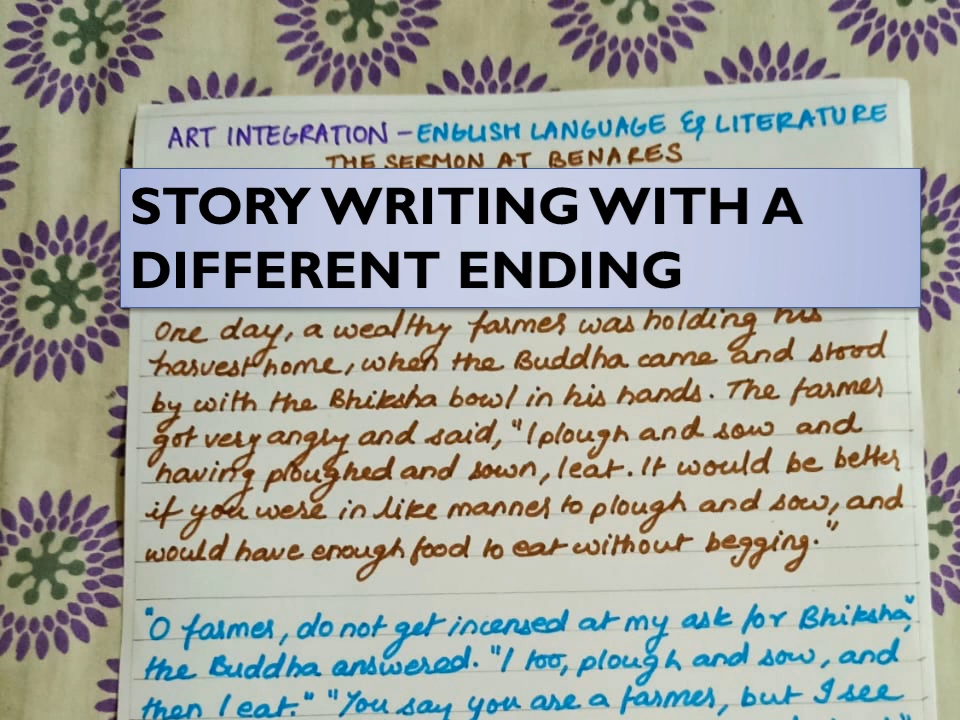 ART INTEGRATION - ENGLISH LANGUAGE & LITERATURE
THE SERMON AT BENARES
STORY WRITING WITH A
DIFFERENT ENDING
One day, a wealthy farmer was holding his
harvest home, when the Buddha came and stood
by with the Bhiksha bowl in his hands. The farmer
got very angry and said, "I plough and sow and
having ploughed and sown, I eat. It would be better
if you were in like manner to plough and sow, and
would have enough food to eat without begging."
"O farmer, do not get incensed at my ask for Bhiksha",
the Buddha answered. "I too, plough and sow, and
then I eat." "You say you are a farmer, but I see